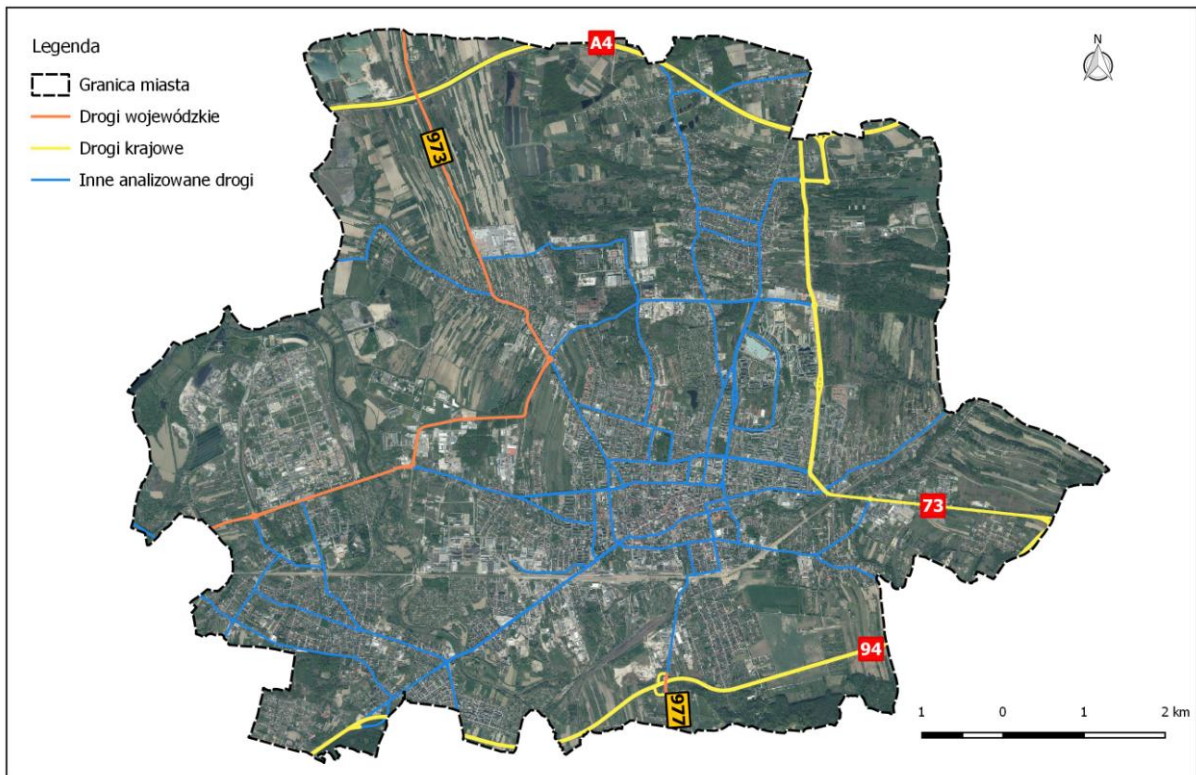 Legenda
Granica miasta
Drogi wojewódzkie
Drogi krajowe
Inne analizowane drogi
A4
N
973
73
94
977
1 0 1 2 km